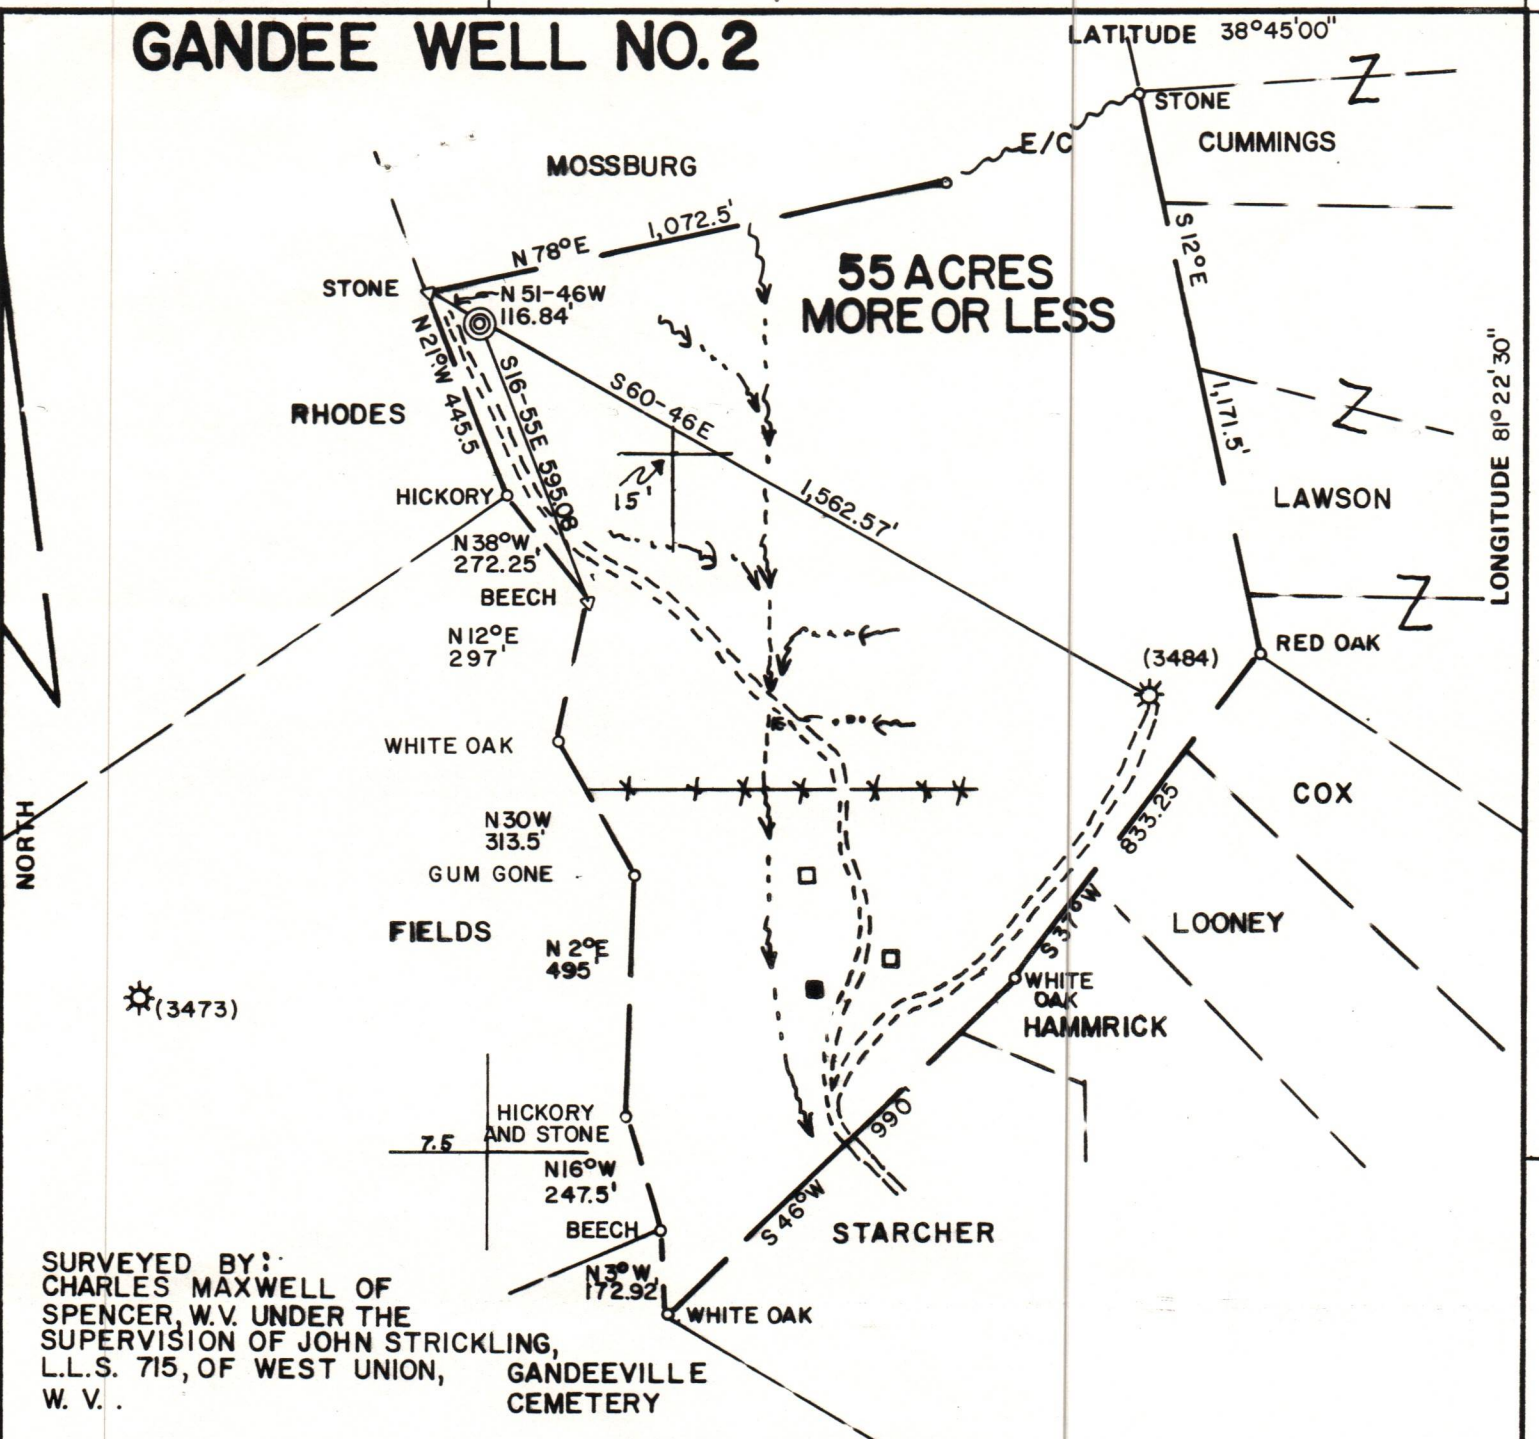 GANDEE WELL NO. 2
LATITUDE 38°45'00"
STONE
CUMMINGS
E/C
MOSSBURG
1,072.5'
N 78° E
S 12° E
55 ACRES
MORE OR LESS
STONE
N 51-46 W
116.84'
N 21° W 445.5
S16-55E 595.08
S60-46E
1,562.57'
1,171.5'
LONGITUDE 81° 22' 30"
RHODES
15'
LAWSON
HICKORY
N 38° W
272.25'
BEECH
N 12° E
297'
RED OAK
(3484)
WHITE OAK
COX
833.25
N 30 W
313.5'
GUM GONE
NORTH
LOONEY
FIELDS
S 37° W
N 2° E
495'
WHITE
OAK
HAMMRICK
(3473)
HICKORY
AND STONE
7.5
990'
N 16° W
247.5'
S 46° W
BEECH
STARCHER
N 3° W
172.92'
WHITE OAK
SURVEYED BY:
CHARLES MAXWELL OF
SPENCER, W.V. UNDER THE
SUPERVISION OF JOHN STRICKLING,
L.L.S. 715, OF WEST UNION,
W. V. .
GANDEEVILLE
CEMETERY